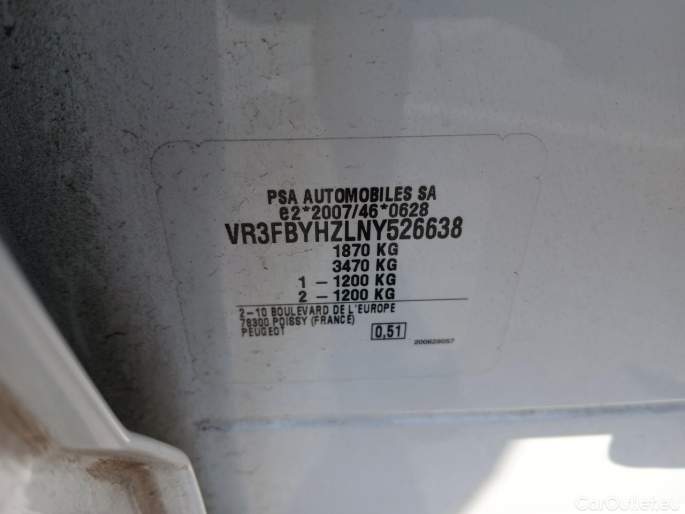 PSA AUTOMOBILES SA
e2*2007/46*0628
VR3FBYHZLNY526638
1870 KG
3470 KG
1 – 1200 KG
2 – 1200 KG
2–10 BOULEVARD DE L'EUROPE
78300 POISSY (FRANCE)
PEUGEOT
0,51
200629057
CarOutlet.eu